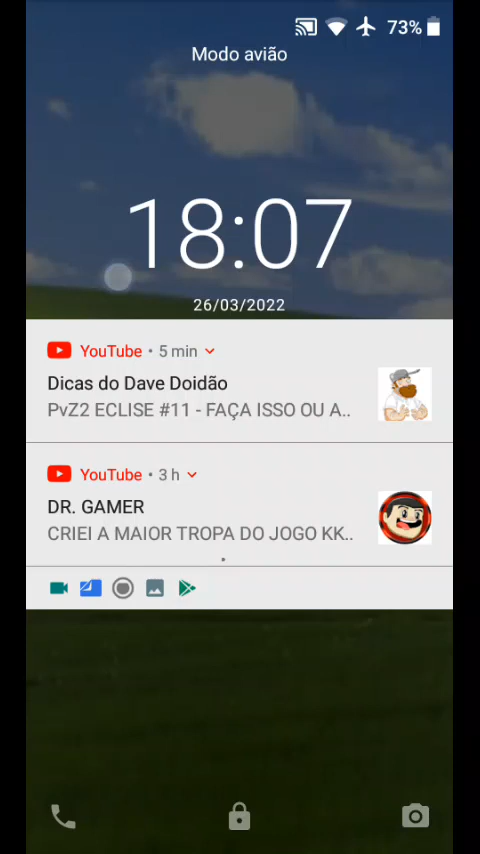 73%
Modo avião
18:07
26/03/2022
YouTube • 5 min
Dicas do Dave Doidão
PvZ2 ECLISE #11 - FAÇA ISSO OU A..
YouTube • 3 h
DR. GAMER
CRIEI A MAIOR TROPA DO JOGO KK..